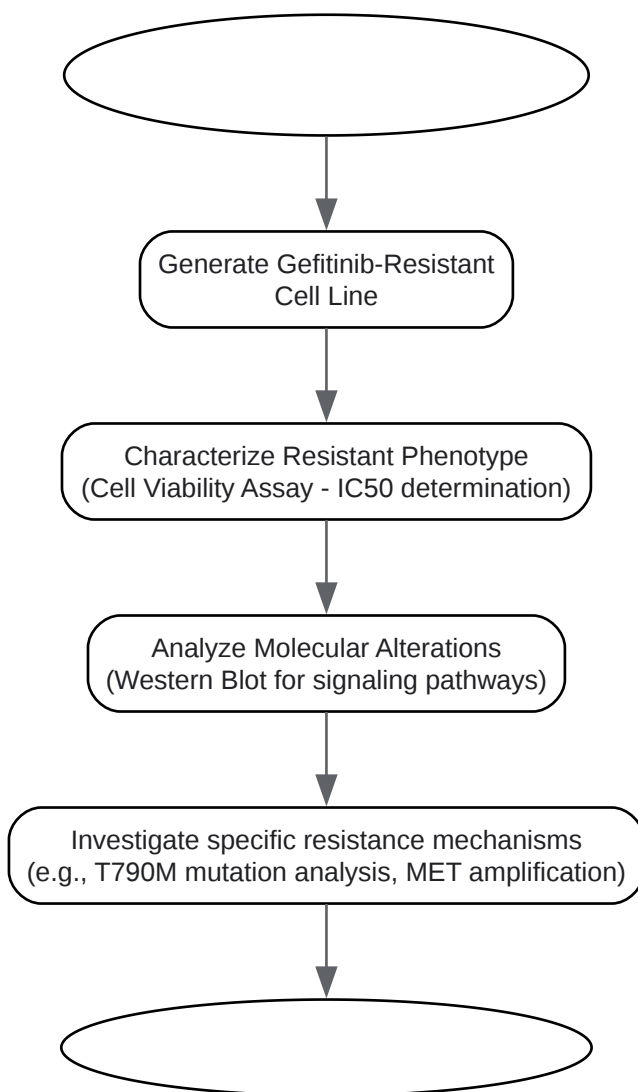 Generate Gefitinib-Resistant
Cell Line
Characterize Resistant Phenotype
(Cell Viability Assay - IC50 determination)
Analyze Molecular Alterations
(Western Blot for signaling pathways)
Investigate specific resistance mechanisms
(e.g., T790M mutation analysis, MET amplification)